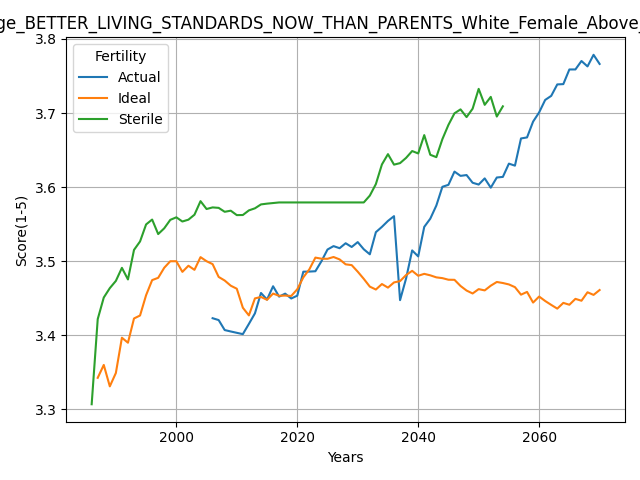 ge_BETTER_LIVING_STANDARDS_NOW_THAN_PARENTS_White_Female_Above_
3.8
3.7
3.6
3.5
3.4
3.3
Score(1-5)
Fertility
Actual
Ideal
Sterile
2000
2020
2040
2060
Years